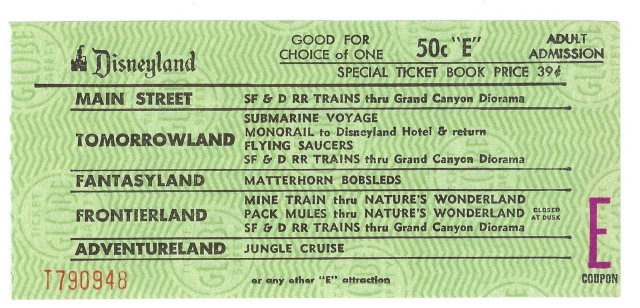 Disneyland
GOOD FOR
CHOICE of ONE
50¢ "E"
ADULT
ADMISSION
SPECIAL TICKET BOOK PRICE 39¢
MAIN STREET
SF & D RR TRAINS thru Grand Canyon Diorama
TOMORROWLAND
SUBMARINE VOYAGE
MONORAIL to Disneyland Hotel & return
FLYING SAUCERS
SF & D RR TRAINS thru Grand Canyon Diorama
FANTASYLAND
MATTERHORN BOBSLEDS
FRONTIERLAND
MINE TRAIN thru NATURE'S WONDERLAND
PACK MULES thru NATURE'S WONDERLAND
CLOSED
AT DUSK
SF & D RR TRAINS thru Grand Canyon Diorama
ADVENTURELAND
JUNGLE CRUISE
E
COUPON
T790948
or any other "E" attraction
GLOBE
TICKET